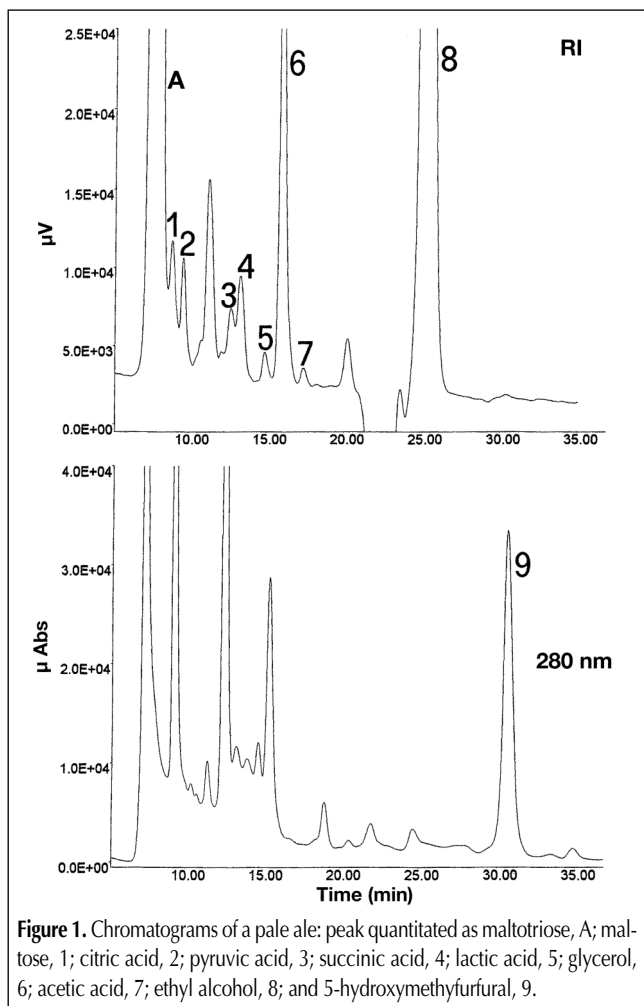 2.5E+04
RI
6
8
A
2.0E+04
1.5E+04
µV
1
2
1.0E+04
4
3
5.0E+03
5
7
0.0E+00
10.00 15.00 20.00 25.00 30.00 35.00
4.0E+04
9
3.0E+04
280 nm
µ Abs
2.0E+04
1.0E+04
0.0E+00
10.00 15.00 20.00 25.00 30.00 35.00
Time (min)
Figure 1. Chromatograms of a pale ale: peak quantitated as maltotriose, A; mal-
tose, 1; citric acid, 2; pyruvic acid, 3; succinic acid, 4; lactic acid, 5; glycerol,
6; acetic acid, 7; ethyl alcohol, 8; and 5-hydroxymethyfurfural, 9.